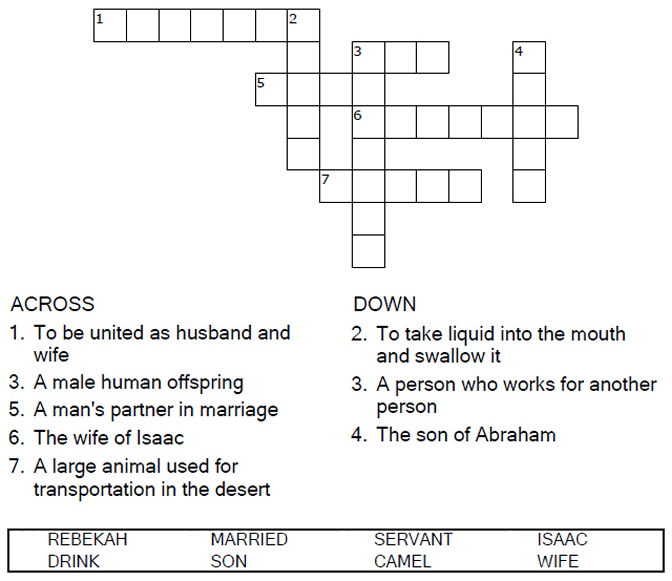 1 2
3 4
5
6
7
ACROSS
1. To be united as husband and
wife
3. A male human offspring
5. A man's partner in marriage
6. The wife of Isaac
7. A large animal used for
transportation in the desert
DOWN
2. To take liquid into the mouth
and swallow it
3. A person who works for another
person
4. The son of Abraham
REBEKAH MARRIED SERVANT ISAAC
DRINK SON CAMEL WIFE